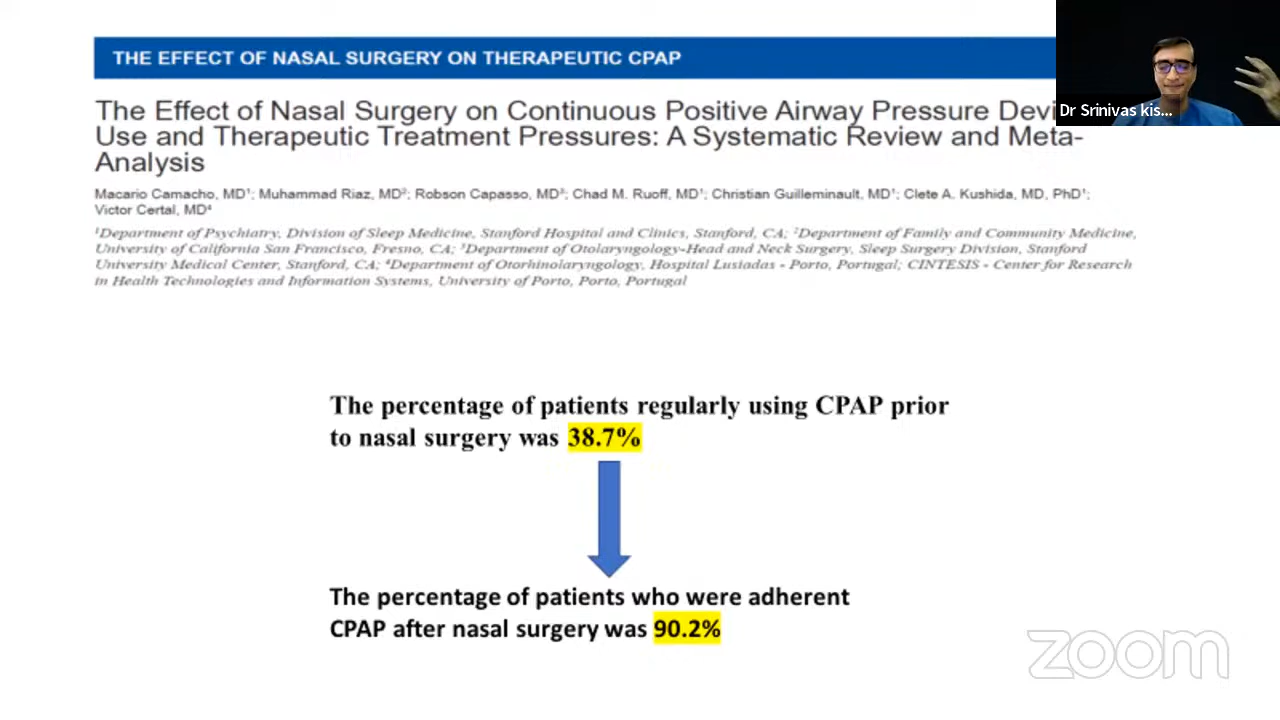 THE EFFECT OF NASAL SURGERY ON THERAPEUTIC CPAP
The Effect of Nasal Surgery on Continuous Positive Airway Pressure Devi
Use and Therapeutic Treatment Pressures: A Systematic Review and Meta-
Analysis
Macario Camacho, MD¹; Muhammad Riaz, MD²; Robson Capasso, MD³; Chad M. Ruoff, MD¹; Christian Guilleminault, MD¹; Clete A. Kushida, MD, PhD¹;
Victor Certal, MD⁴
¹Department of Psychiatry, Division of Sleep Medicine, Stanford Hospital and Clinics, Stanford, CA; ²Department of Family and Community Medicine,
University of California San Francisco, Fresno, CA; ³Department of Otolaryngology-Head and Neck Surgery, Sleep Surgery Division, Stanford
University Medical Center, Stanford, CA; ⁴Department of Otorhinolaryngology, Hospital Lusiadas - Porto, Portugal; CINTESIS - Center for Research
in Health Technologies and Information Systems, University of Porto, Porto, Portugal
The percentage of patients regularly using CPAP prior
to nasal surgery was 38.7%
The percentage of patients who were adherent
CPAP after nasal surgery was 90.2%
Dr Srinivas kis...
zoom